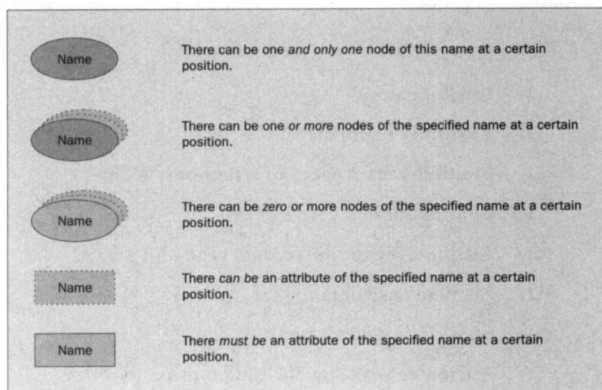 Name
There can be one and only one node of this name at a certain
position.
Name
There can be one or more nodes of the specified name at a certain
position.
Name
There can be zero or more nodes of the specified name at a certain
position.
Name
There can be an attribute of the specified name at a certain
position.
Name
There must be an attribute of the specified name at a certain
position.